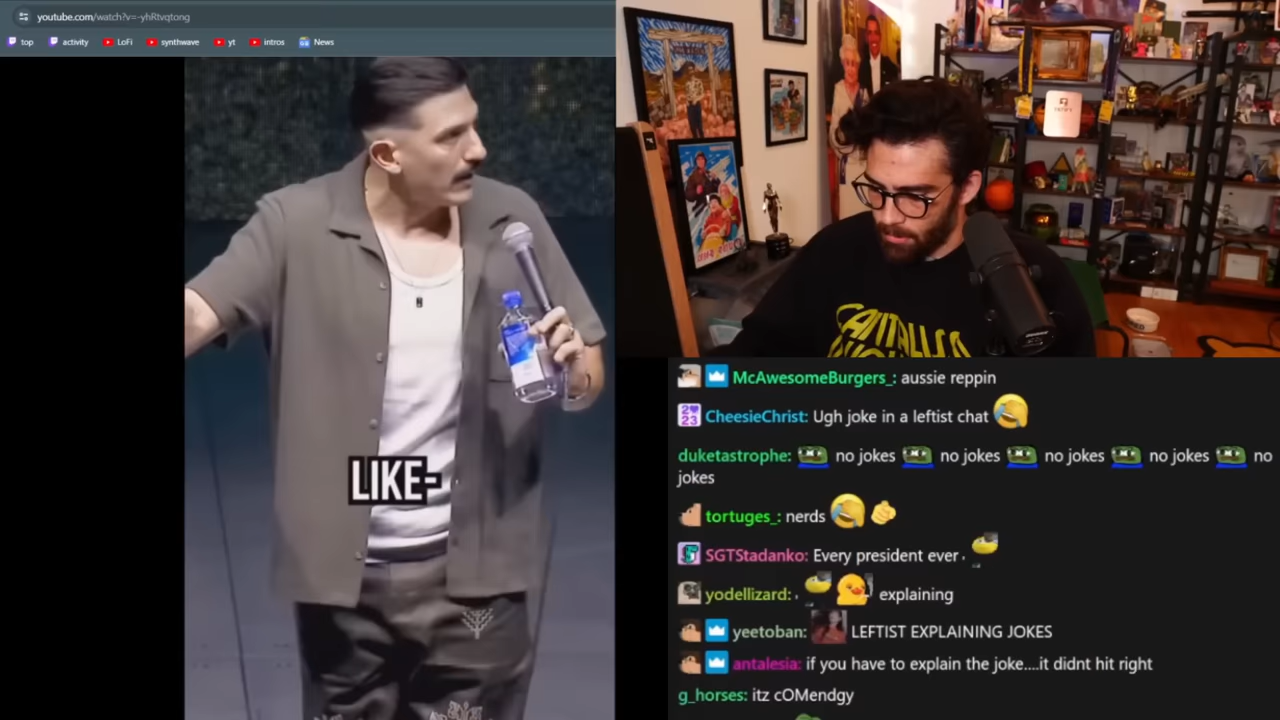 youtube.com/watch?v=-yhRtvqtong
top activity LoFi synthwave yt intros News
LIKE-
McAwesomeBurgers_: aussie reppin
CheesieChrist: Ugh joke in a leftist chat
duketastrophe: no jokes no jokes no jokes no jokes no
jokes
tortuges_: nerds
SGTStadanko: Every president ever
yodellizard: explaining
yeetoban: LEFTIST EXPLAINING JOKES
antalesia: if you have to explain the joke....it didnt hit right
g_horses: itz cOMendgy